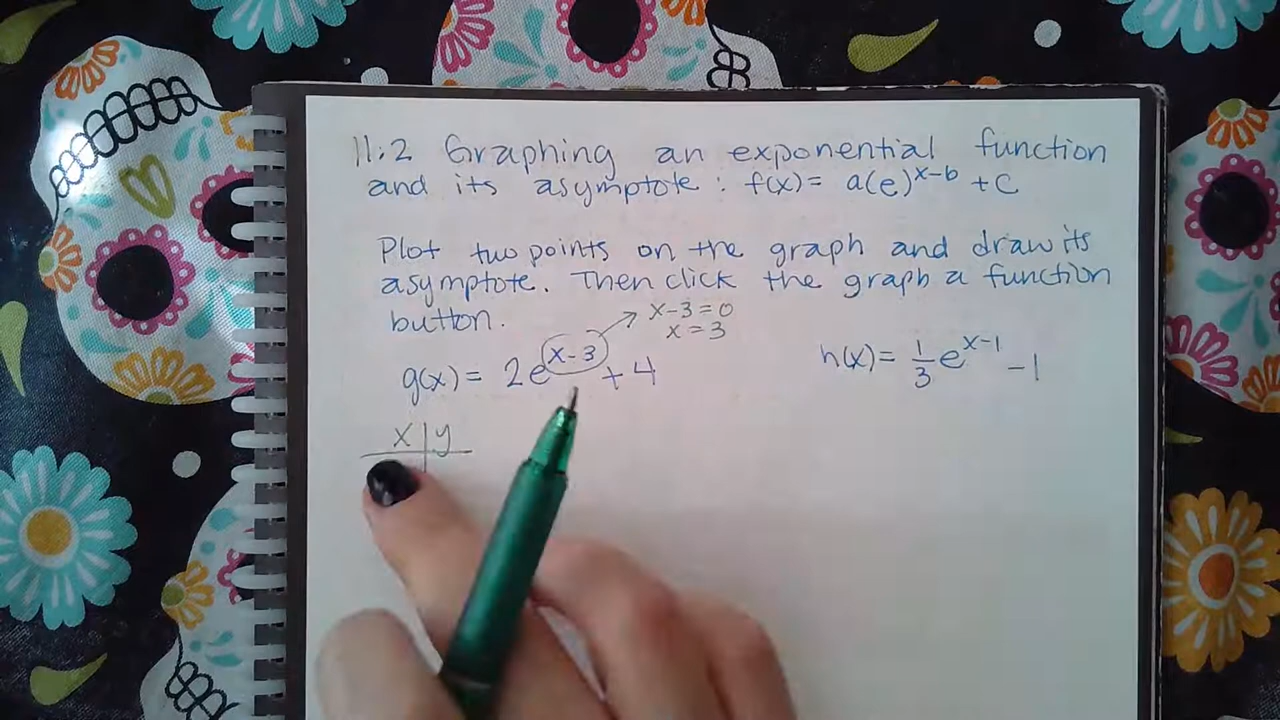 11.2 Graphing an exponential function
and its asymptote: f(x)= a(e)^(x-b) + c
Plot two points on the graph and draw its
asymptote. Then click the graph a function
button.
x-3=0
x=3
g(x)= 2e^(x-3) + 4
h(x)= 1/3 e^(x-1) - 1
x | y